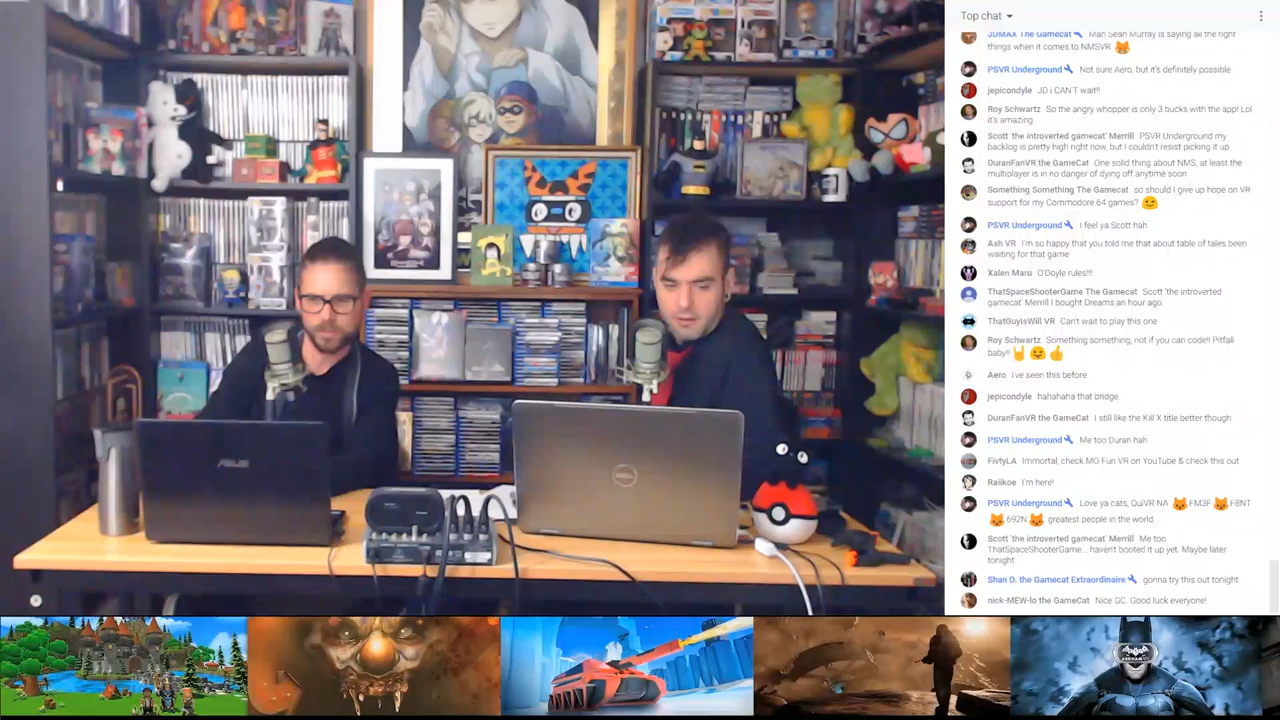 Top chat
JDMAX The Gamecat Man Sean Murray is saying all the right
things when it comes to NMSVR
PSVR Underground Not sure Aero, but it's definitely possible
jepicondyle JD i CAN'T wait!!
Roy Schwartz So the angry whopper is only 3 bucks with the app! Lol
it's amazing
Scott 'the introverted gamecat' Merrill PSVR Underground my
backlog is pretty high right now, but I couldn't resist picking it up
DuranFanVR the GameCat One solid thing about NMS, at least the
multiplayer is in no danger of dying off anytime soon
Something Something The Gamecat so should I give up hope on VR
support for my Commodore 64 games?
PSVR Underground I feel ya Scott hah
Ash VR I'm so happy that you told me that about table of tales been
waiting for that game
Xalen Maru O'Doyle rules!!!
ThatSpaceShooterGame The Gamecat Scott 'the introverted
gamecat' Merrill I bought Dreams an hour ago.
ThatGuyIsWill VR Can't wait to play this one
Roy Schwartz Something something, not if you can code!! Pitfall
baby!!
Aero i've seen this before
jepicondyle hahahaha that bridge
DuranFanVR the GameCat I still like the Kill X title better though
PSVR Underground Me too Duran hah
FivtyLA Immortal, check MO Fun VR on YouTube & check this out
Raiikoe I'm here!
PSVR Underground Love ya cats, QuiVR NA FM3F F8NT
692N greatest people in the world.
Scott 'the introverted gamecat' Merrill Me too
ThatSpaceShooterGame... haven't booted it up yet. Maybe later
tonight
Shan D. the Gamecat Extraordinaire gonna try this out tonight
nick-MEW-lo the GameCat Nice GC. Good luck everyone!
ASUS
DELL
ARKHAM